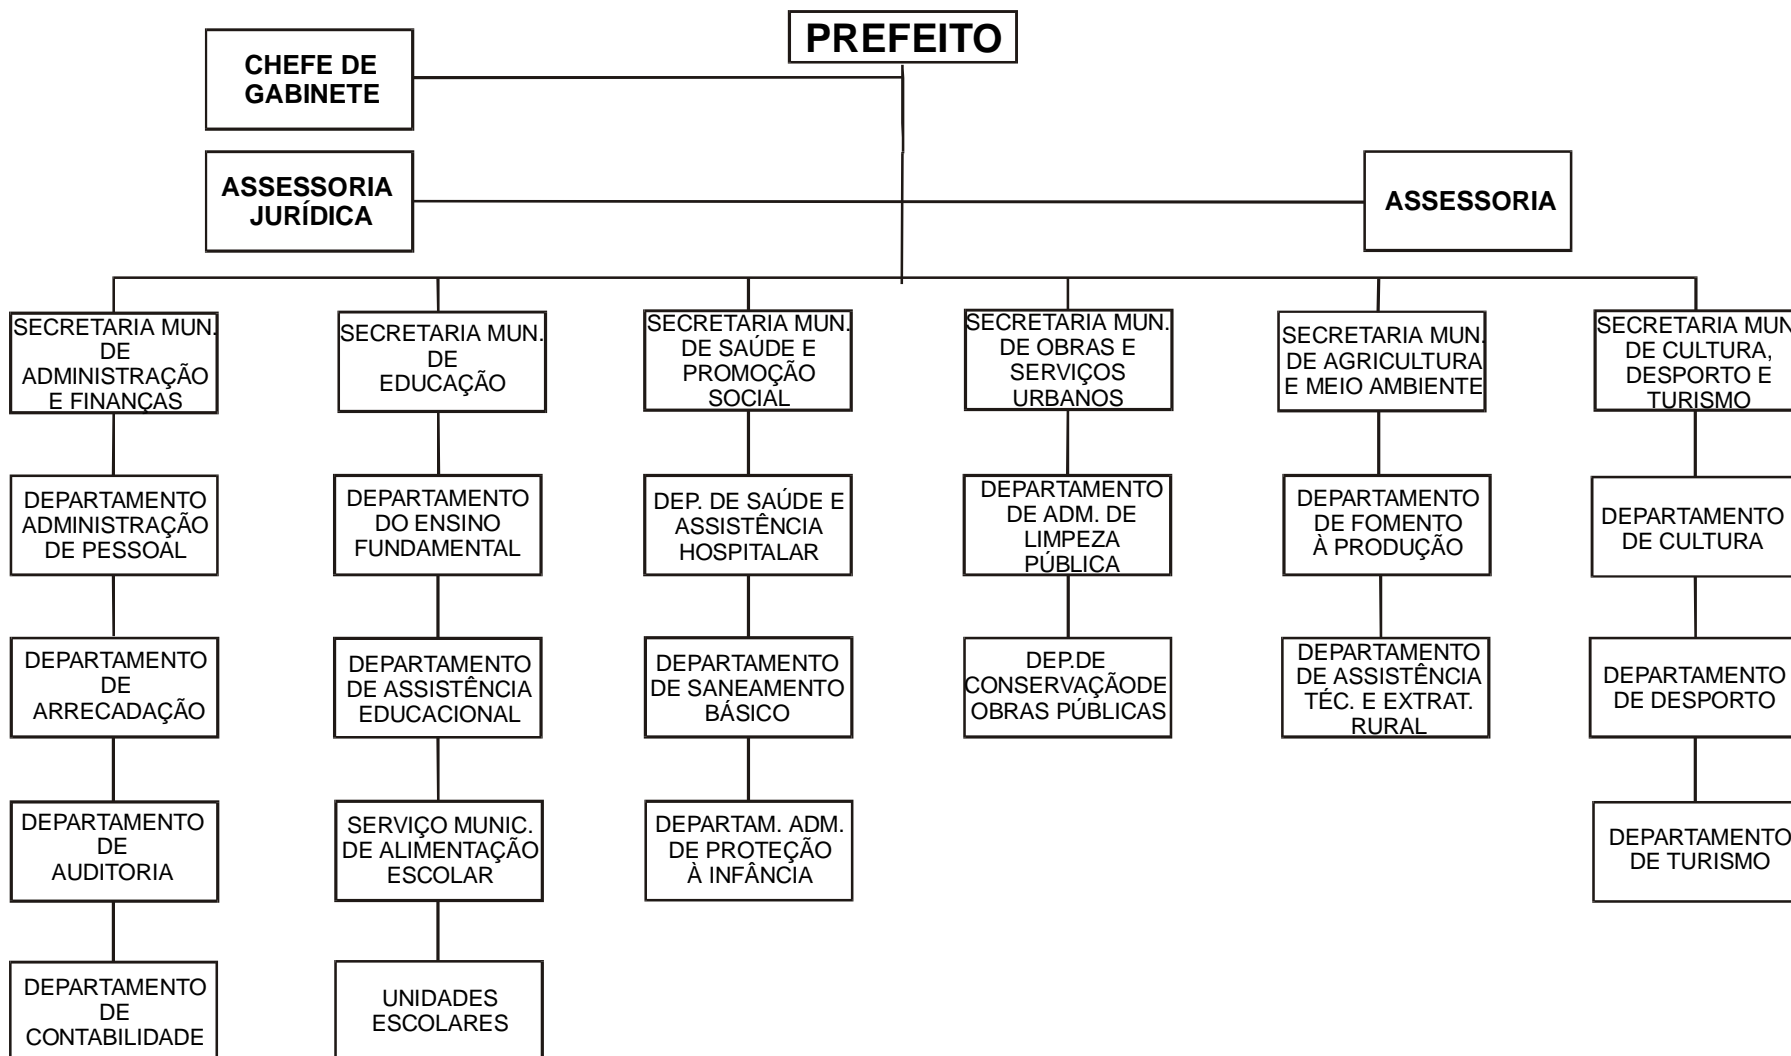 PREFEITO
CHEFE DE
GABINETE
ASSESSORIA
JURÍDICA
ASSESSORIA
SECRETARIA MUN.
DE
ADMINISTRAÇÃO
E FINANÇAS
SECRETARIA MUN.
DE
EDUCAÇÃO
SECRETARIA MUN.
DE SAÚDE E
PROMOÇÃO
SOCIAL
SECRETARIA MUN.
DE OBRAS E
SERVIÇOS
URBANOS
SECRETARIA MUN.
DE AGRICULTURA
E MEIO AMBIENTE
SECRETARIA MUN
DE CULTURA,
DESPORTO E
TURISMO
DEPARTAMENTO
ADMINISTRAÇÃO
DE PESSOAL
DEPARTAMENTO
DO ENSINO
FUNDAMENTAL
DEP. DE SAÚDE E
ASSISTÊNCIA
HOSPITALAR
DEPARTAMENTO
DE ADM. DE
LIMPEZA
PÚBLICA
DEPARTAMENTO
DE FOMENTO
À PRODUÇÃO
DEPARTAMENTO
DE CULTURA
DEPARTAMENTO
DE
ARRECADAÇÃO
DEPARTAMENTO
DE ASSISTÊNCIA
EDUCACIONAL
DEPARTAMENTO
DE SANEAMENTO
BÁSICO
DEP.DE
CONSERVAÇÃODE
OBRAS PÚBLICAS
DEPARTAMENTO
DE ASSISTÊNCIA
TÉC. E EXTRAT.
RURAL
DEPARTAMENTO
DE DESPORTO
DEPARTAMENTO
DE
AUDITORIA
SERVIÇO MUNIC.
DE ALIMENTAÇÃO
ESCOLAR
DEPARTAM. ADM.
DE PROTEÇÃO
À INFÂNCIA
DEPARTAMENTO
DE TURISMO
DEPARTAMENTO
DE
CONTABILIDADE
UNIDADES
ESCOLARES